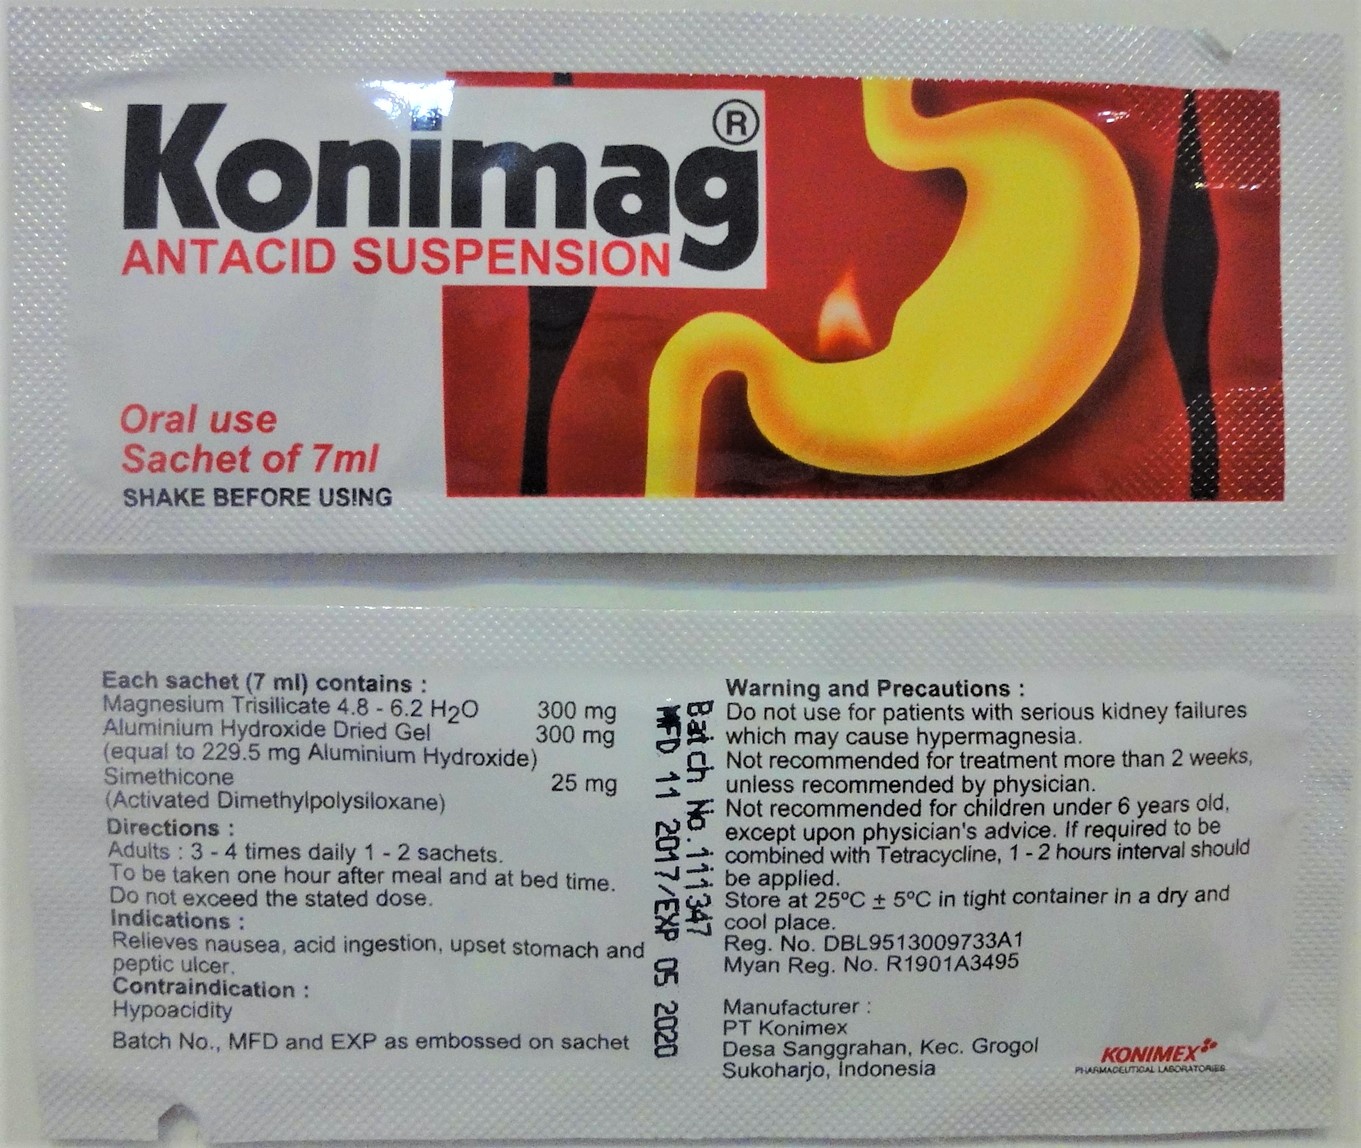 Konimag®
ANTACID SUSPENSION
Oral use
Sachet of 7ml
SHAKE BEFORE USING
Each sachet (7 ml) contains :
Magnesium Trisilicate 4.8 - 6.2 H2O 300 mg
Aluminium Hydroxide Dried Gel 300 mg
(equal to 229.5 mg Aluminium Hydroxide)
Simethicone 25 mg
(Activated Dimethylpolysiloxane)
Directions :
Adults : 3 - 4 times daily 1 - 2 sachets.
To be taken one hour after meal and at bed time.
Do not exceed the stated dose.
Indications :
Relieves nausea, acid ingestion, upset stomach and
peptic ulcer.
Contraindication :
Hypoacidity
Batch No., MFD and EXP as embossed on sachet
Batch No. 111347
MFD 11 2017/EXP 05 2020
Warning and Precautions :
Do not use for patients with serious kidney failures
which may cause hypermagnesia.
Not recommended for treatment more than 2 weeks,
unless recommended by physician.
Not recommended for children under 6 years old,
except upon physician's advice. If required to be
combined with Tetracycline, 1 - 2 hours interval should
be applied.
Store at 25ºC ± 5ºC in tight container in a dry and
cool place.
Reg. No. DBL9513009733A1
Myan Reg. No. R1901A3495
Manufacturer :
PT Konimex
Desa Sanggrahan, Kec. Grogol
Sukoharjo, Indonesia
KONIMEX
PHARMACEUTICAL LABORATORIES